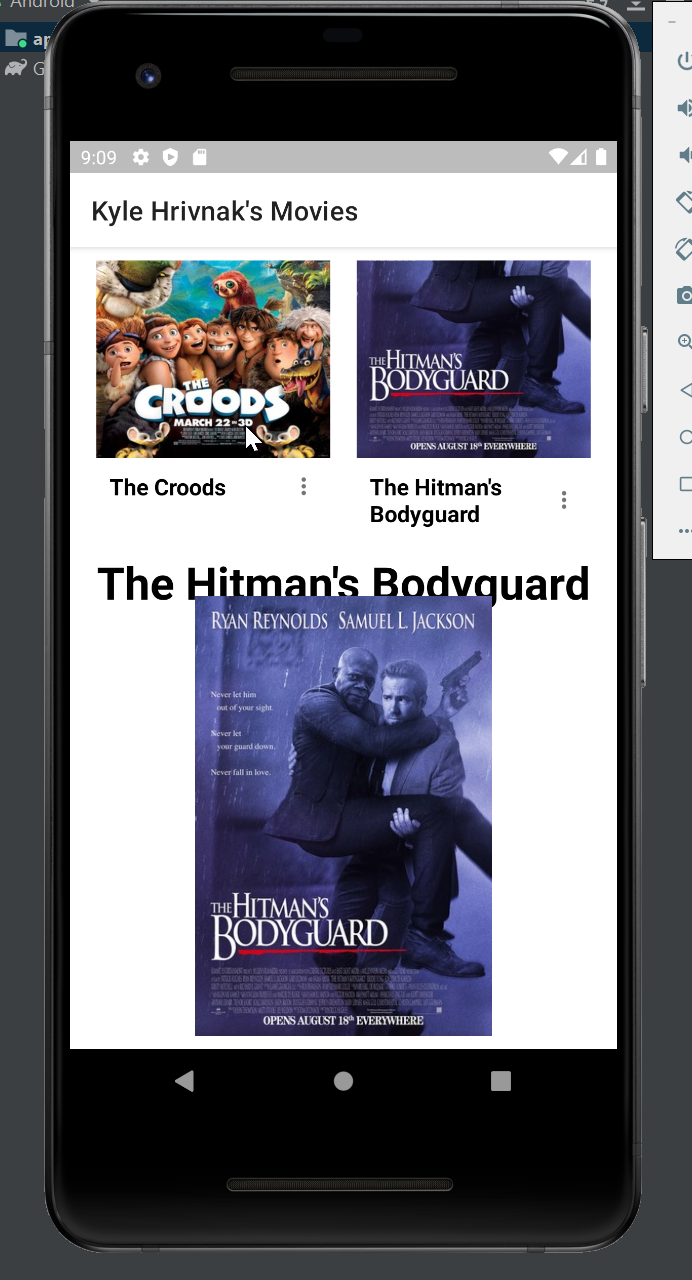 Android
ap
G
9:09
Kyle Hrivnak's Movies
THE
CROODS
MARCH 22 IN 3D
THE HITMAN'S
BODYGUARD
OPENS AUGUST 18th EVERYWHERE
The Croods
The Hitman's
Bodyguard
The Hitman's Bodyguard
RYAN REYNOLDS SAMUEL L. JACKSON
Never let him
out of your sight.
Never let
your guard down.
Never fall in love.
THE HITMAN'S
BODYGUARD
OPENS AUGUST 18th EVERYWHERE